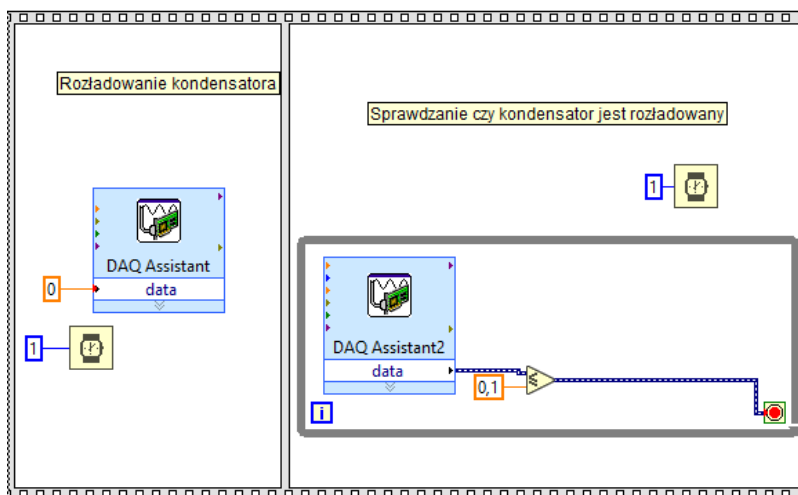 Rozładowanie kondensatora
DAQ Assistant
0
data
1
Sprawdzanie czy kondensator jest rozładowany
1
DAQ Assistant2
data
0,1
≤
i